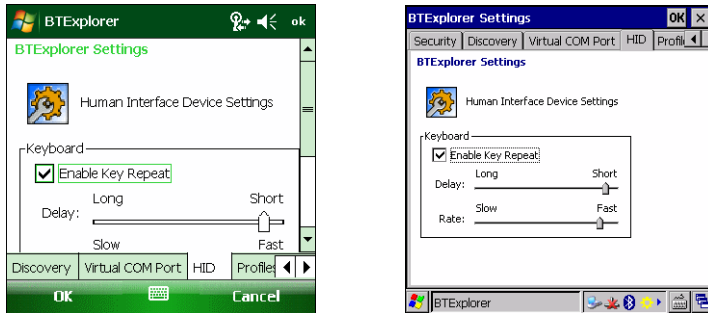 BTExplorer ok
BTExplorer Settings
Human Interface Device Settings
Keyboard
Enable Key Repeat
Long Short
Delay:
Slow Fast
Discovery Virtual COM Port HID Profiles
OK Cancel
BTExplorer Settings OK
Security Discovery Virtual COM Port HID Profil
BTExplorer Settings
Human Interface Device Settings
Keyboard
Enable Key Repeat
Long Short
Delay:
Slow Fast
Rate:
BTExplorer